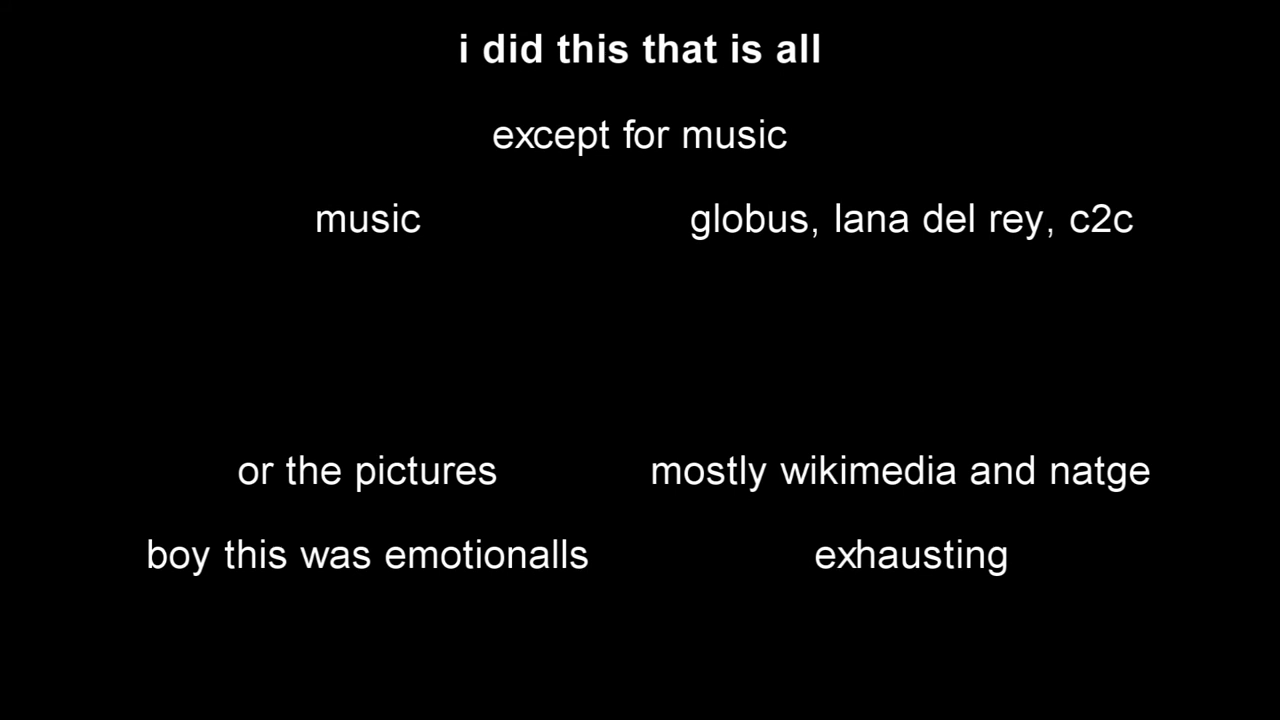 i did this that is all
except for music
music globus, lana del rey, c2c
or the pictures mostly wikimedia and natge
boy this was emotionalls exhausting